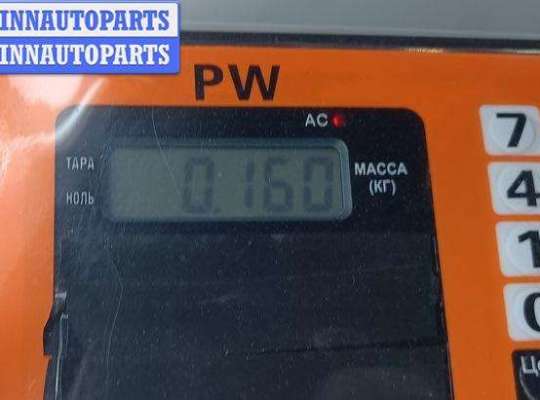 INNAUTOPARTS
INNAUTOPARTS
PW
AC
ТАРА
НОЛЬ
0.160
МАССА
(КГ)
7
4
1
0